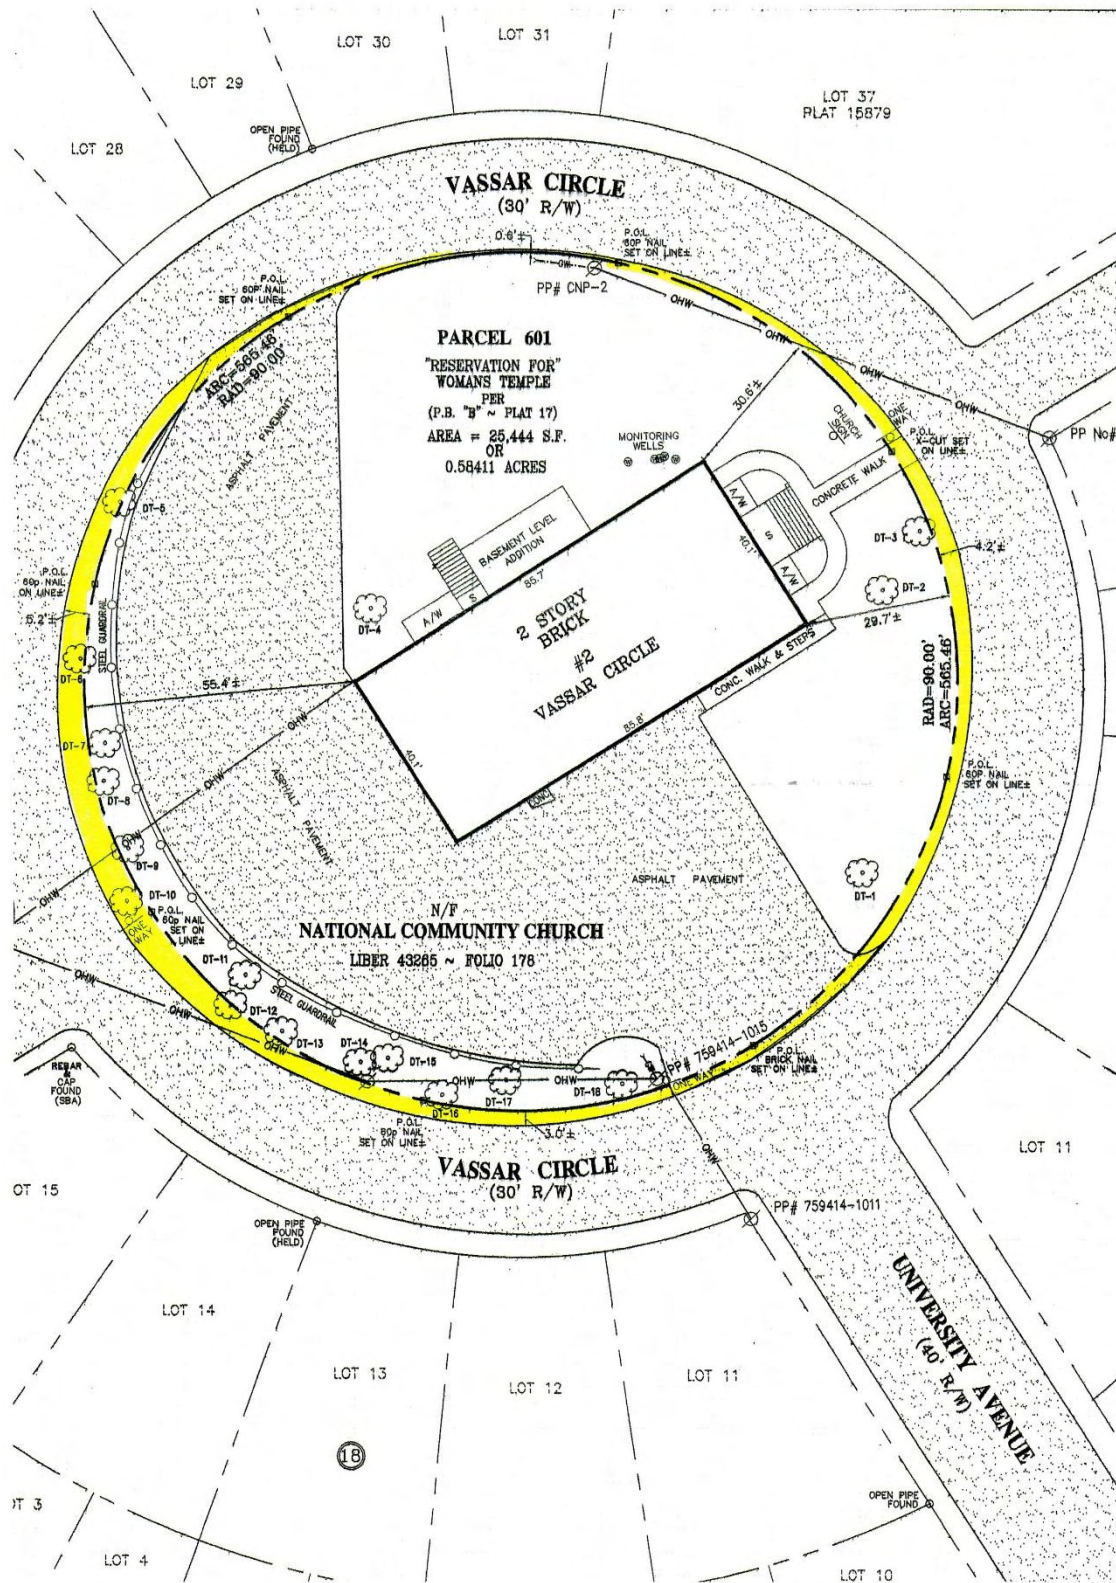 LOT 30
LOT 31
LOT 29
LOT 37
PLAT 15879
OPEN PIPE
FOUND
(HELD)
LOT 28
VASSAR CIRCLE
(30' R/W)
0.6'±
P.O.L.
60P NAIL
SET ON LINE±
OHW
PP# CNP-2
P.O.L.
60P NAIL
SET ON LINE±
OHW
OHW
OHW
OHW
ARC=565.46'
RAD=90.00'
ASPHALT PAVEMENT
PARCEL 601
"RESERVATION FOR"
WOMANS TEMPLE
PER
(P.B. "B" ~ PLAT 17)
AREA = 25,444 S.F.
OR
0.58411 ACRES
30.6'±
CHURCH
SIGN
ONE
WAY
P.O.L.
X-CUT SET
ON LINE±
PP No#
MONITORING
WELLS
CONCRETE WALK
A/W
S
A/W
DT-5
DT-3
4.2'±
DT-2
BASEMENT LEVEL
ADDITION
40.1'
85.7'
P.O.L.
60p NAIL
ON LINE±
5.2'±
STEEL GUARDRAIL
DT-4
A/W
S
2 STORY
BRICK
#2
VASSAR CIRCLE
29.7'±
CONC. WALK & STEPS
DT-6
55.4'±
RAD=90.00'
ARC=565.46'
OHW
85.8'
DT-7
40.1'
OHW
P.O.L.
60P NAIL
SET ON LINE±
DT-8
ASPHALT PAVEMENT
CONC.
OHW
DT-9
ASPHALT PAVEMENT
DT-1
OHW
DT-10
ONE
WAY
P.O.L.
60p NAIL
SET ON
LINE±
N/F
NATIONAL COMMUNITY CHURCH
LIBER 43265 ~ FOLIO 178
OHW
DT-11
STEEL GUARDRAIL
OHW
DT-12
DT-13
OHW
DT-14
DT-15
PP# 759414-1015
P.O.L.
BRICK NAIL
SET ON LINE±
REBAR
&
CAP
FOUND
(SBA)
OHW
OHW
DT-18
ONE WAY
DT-17
DT-16
P.O.L.
60p NAIL
SET ON LINE±
3.0'±
OHW
LOT 11
VASSAR CIRCLE
(30' R/W)
OT 15
OPEN PIPE
FOUND
(HELD)
PP# 759414-1011
UNIVERSITY AVENUE
(40' R/W)
LOT 14
LOT 13
LOT 12
LOT 11
18
OT 3
OPEN PIPE
FOUND
LOT 4
LOT 10